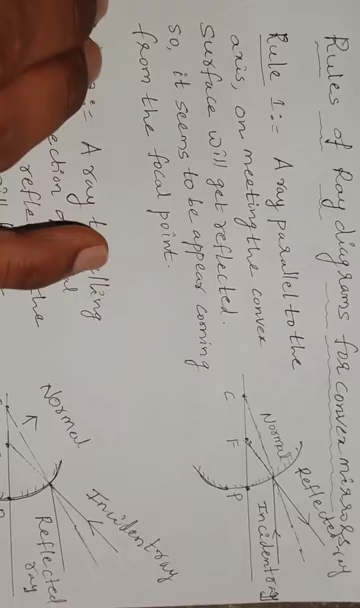 Rules of Ray diagrams for convex mirrors:-
Rule 1:- A ray parallel to the
axis, on meeting the convex
surface will get reflected.
so, it seems to be appear coming
from the focal point.
C
F
P
Normal
Reflected ray
Incident ray
:- A ray
the
Normal
Incident ray
Reflected
ray